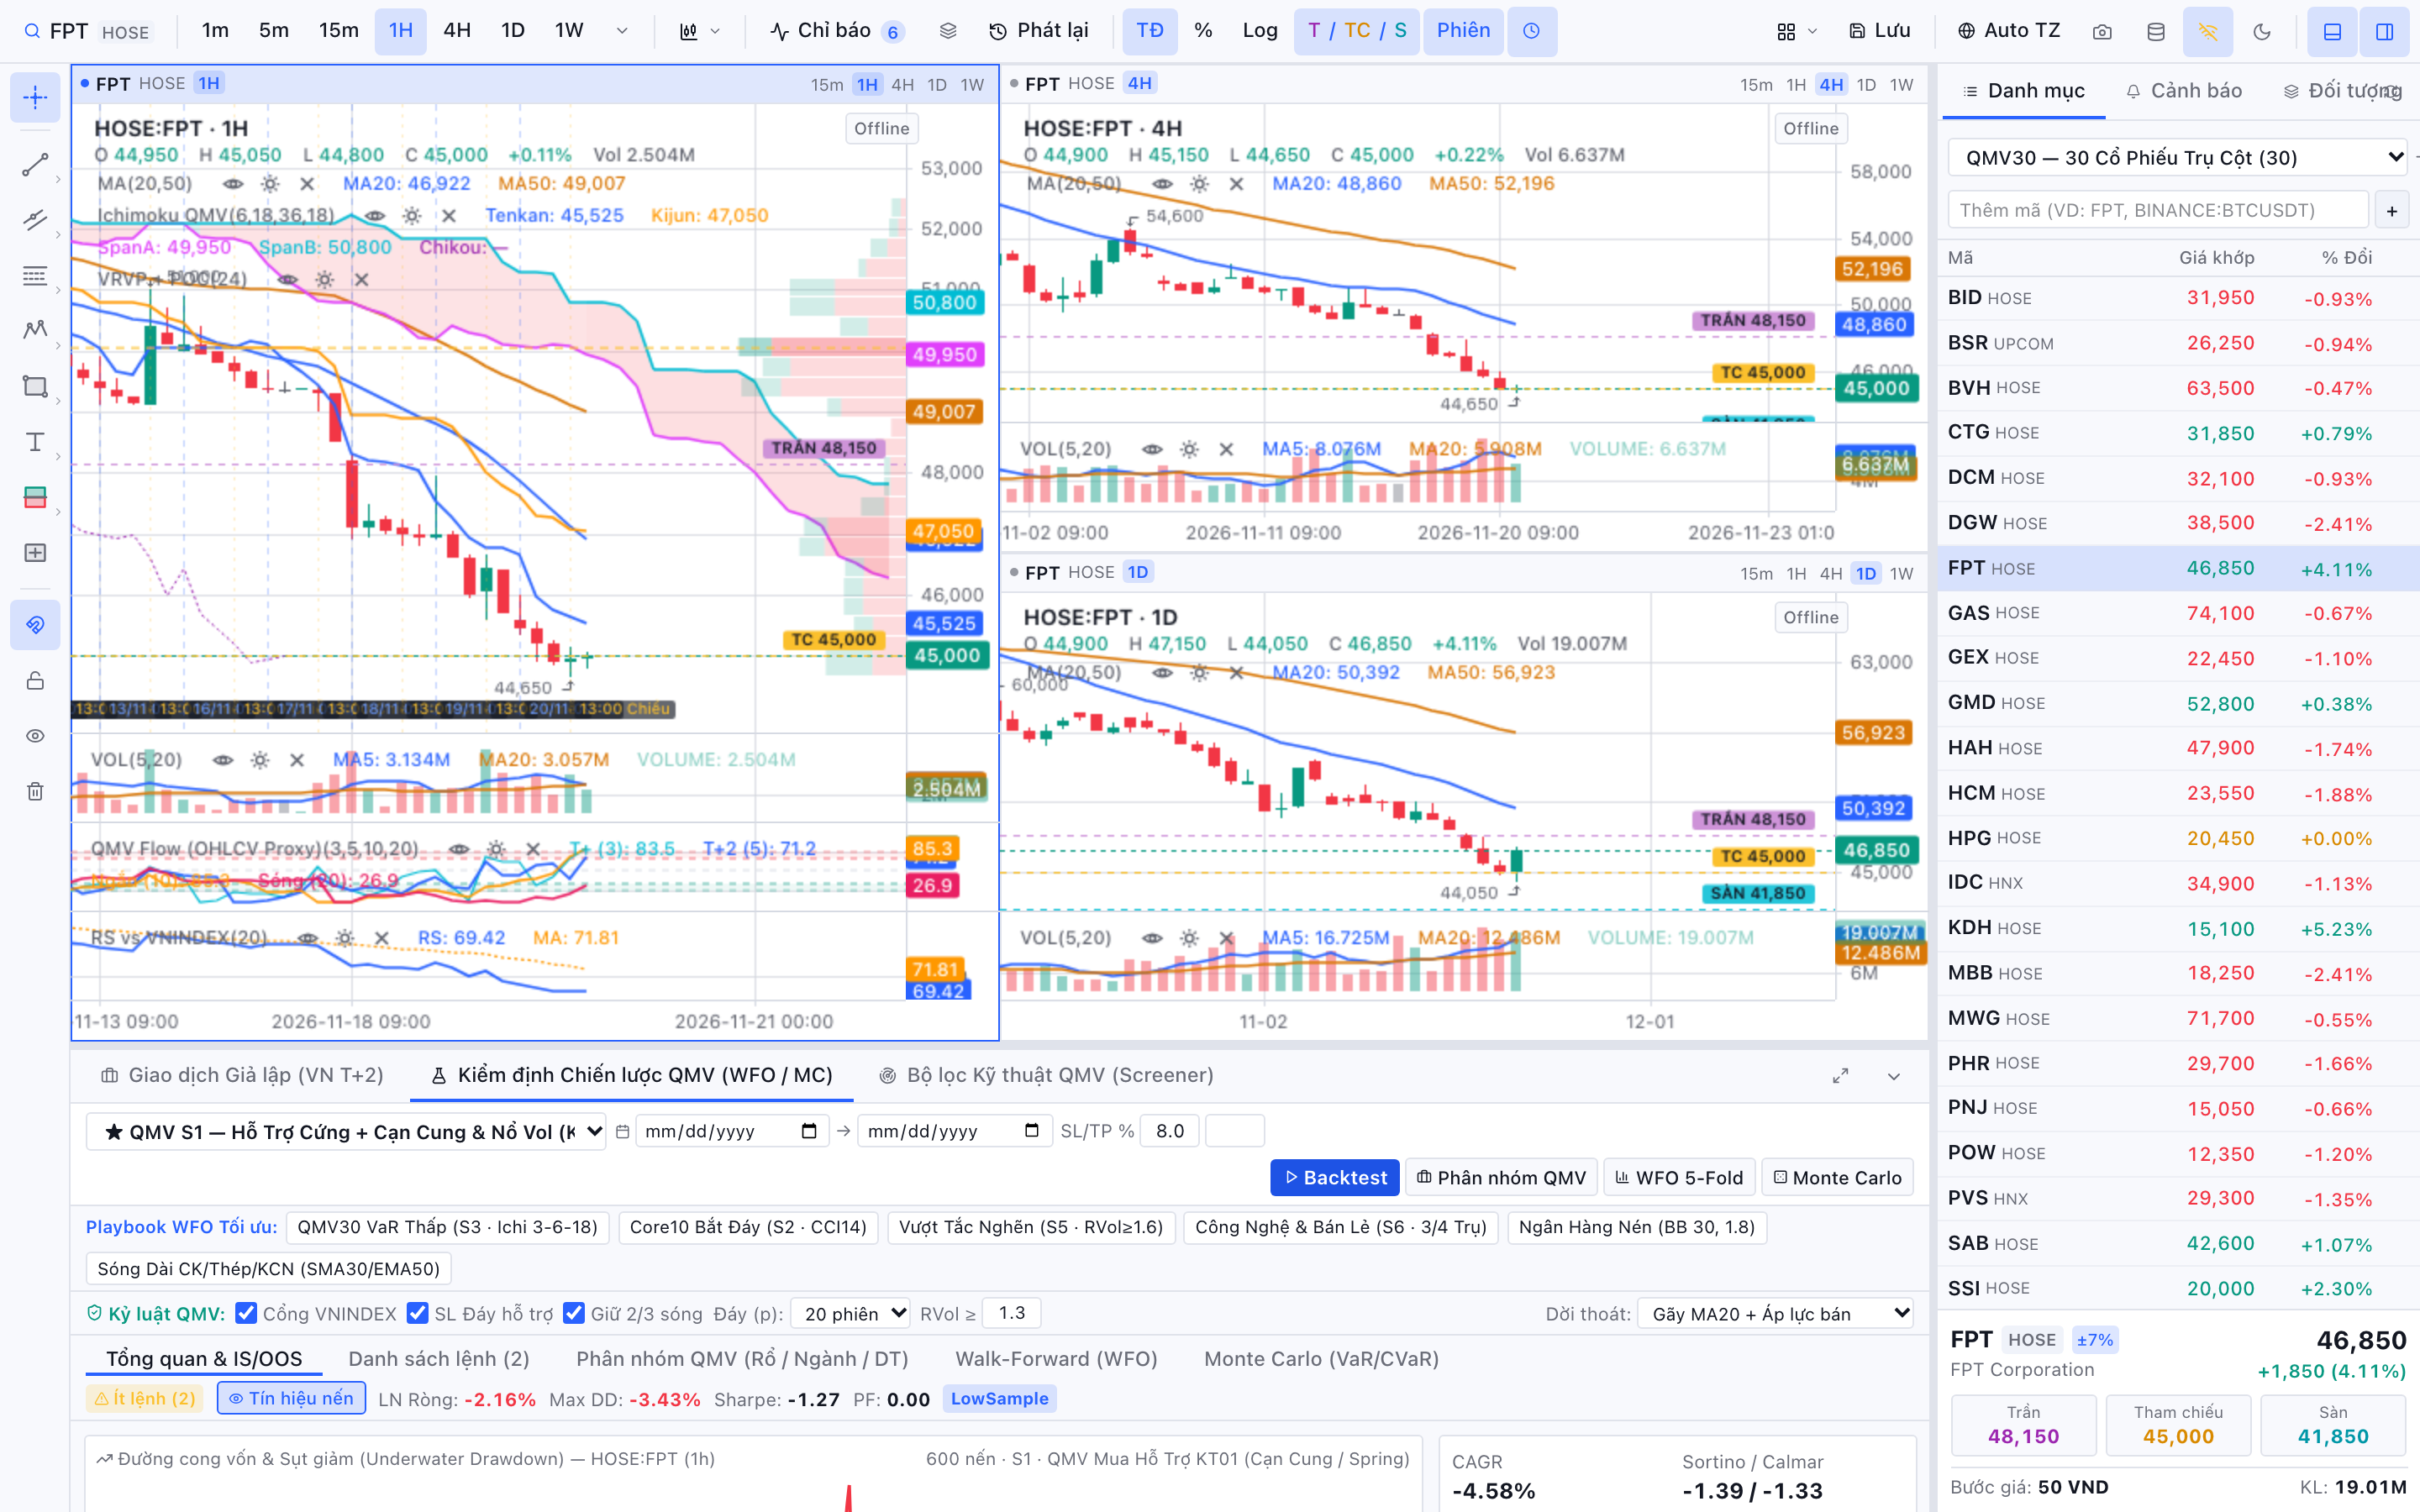 FPT HOSE 1m 5m 15m 1H 4H 1D 1W Chỉ báo 6 Phát lại TĐ % Log T / TC / S Phiên Lưu Auto TZ
FPT HOSE 1H 15m 1H 4H 1D 1W
HOSE:FPT · 1H Offline
O 44,950 H 45,050 L 44,800 C 45,000 +0.11% Vol 2.504M
MA(20,50) MA20: 46,922 MA50: 49,007
Ichimoku QMV(6,18,36,18) Tenkan: 45,525 Kijun: 47,050
SpanA: 49,950 SpanB: 50,800 Chikou: —
VRVP + POC(24)
53,000
52,000
51,000
50,800
49,950
49,007
TRẦN 48,150
48,000
47,050
46,000
45,525
TC 45,000 45,000
44,650
13:00 Chiều
VOL(5,20) MA5: 3.134M MA20: 3.057M VOLUME: 2.504M
2.504M
QMV Flow (OHLCV Proxy)(3,5,10,20) T+ (3): 83.5 T+2 (5): 71.2
Sóng (20): 26.9
85.3
26.9
RS vs VNINDEX(20) RS: 69.42 MA: 71.81
71.81
69.42
11-13 09:00 2026-11-18 09:00 2026-11-21 00:00
FPT HOSE 4H 15m 1H 4H 1D 1W
HOSE:FPT · 4H Offline
O 44,900 H 45,150 L 44,650 C 45,000 +0.22% Vol 6.637M
MA(20,50) MA20: 48,860 MA50: 52,196
54,600
58,000
54,000
52,196
50,000
TRẦN 48,150 48,860
46,000
TC 45,000 45,000
44,650
VOL(5,20) MA5: 8.076M MA20: 5.908M VOLUME: 6.637M
6.637M
11-02 09:00 2026-11-11 09:00 2026-11-20 09:00 2026-11-23 01:0
FPT HOSE 1D 15m 1H 4H 1D 1W
HOSE:FPT · 1D Offline
O 44,900 H 47,150 L 44,050 C 46,850 +4.11% Vol 19.007M
MA(20,50) MA20: 50,392 MA50: 56,923
60,000
63,000
56,923
50,392
TRẦN 48,150
46,850
TC 45,000
45,000
44,050 SÀN 41,850
VOL(5,20) MA5: 16.725M MA20: 12.486M VOLUME: 19.007M
19.007M
12.486M
6M
11-02 12-01
Giao dịch Giả lập (VN T+2) Kiểm định Chiến lược QMV (WFO / MC) Bộ lọc Kỹ thuật QMV (Screener)
★ QMV S1 — Hỗ Trợ Cứng + Cạn Cung & Nổ Vol (K mm/dd/yyyy → mm/dd/yyyy SL/TP % 8.0
Backtest Phân nhóm QMV WFO 5-Fold Monte Carlo
Playbook WFO Tối ưu: QMV30 VaR Thấp (S3 · Ichi 3-6-18) Core10 Bắt Đáy (S2 · CCI14) Vượt Tắc Nghẽn (S5 · RVol≥1.6) Công Nghệ & Bán Lẻ (S6 · 3/4 Trụ) Ngân Hàng Nén (BB 30, 1.8)
Sóng Dài CK/Thép/KCN (SMA30/EMA50)
Kỷ luật QMV: Cổng VNINDEX SL Đáy hỗ trợ Giữ 2/3 sóng Đáy (p): 20 phiên RVol ≥ 1.3 Dời thoát: Gãy MA20 + Áp lực bán
Tổng quan & IS/OOS Danh sách lệnh (2) Phân nhóm QMV (Rổ / Ngành / DT) Walk-Forward (WFO) Monte Carlo (VaR/CVaR)
Ít lệnh (2) Tín hiệu nến LN Ròng: -2.16% Max DD: -3.43% Sharpe: -1.27 PF: 0.00 LowSample
Đường cong vốn & Sụt giảm (Underwater Drawdown) — HOSE:FPT (1h) 600 nến · S1 · QMV Mua Hỗ Trợ KT01 (Cạn Cung / Spring)
CAGR Sortino / Calmar
-4.58% -1.39 / -1.33
Danh mục Cảnh báo Đối tượng
QMV30 — 30 Cổ Phiếu Trụ Cột (30)
Thêm mã (VD: FPT, BINANCE:BTCUSDT) +
Mã Giá khớp % Đổi
BID HOSE 31,950 -0.93%
BSR UPCOM 26,250 -0.94%
BVH HOSE 63,500 -0.47%
CTG HOSE 31,850 +0.79%
DCM HOSE 32,100 -0.93%
DGW HOSE 38,500 -2.41%
FPT HOSE 46,850 +4.11%
GAS HOSE 74,100 -0.67%
GEX HOSE 22,450 -1.10%
GMD HOSE 52,800 +0.38%
HAH HOSE 47,900 -1.74%
HCM HOSE 23,550 -1.88%
HPG HOSE 20,450 +0.00%
IDC HNX 34,900 -1.13%
KDH HOSE 15,100 +5.23%
MBB HOSE 18,250 -2.41%
MWG HOSE 71,700 -0.55%
PHR HOSE 29,700 -1.66%
PNJ HOSE 15,050 -0.66%
POW HOSE 12,350 -1.20%
PVS HNX 29,300 -1.35%
SAB HOSE 42,600 +1.07%
SSI HOSE 20,000 +2.30%
FPT HOSE ±7% 46,850
FPT Corporation +1,850 (4.11%)
Trần Tham chiếu Sàn
48,150 45,000 41,850
Bước giá: 50 VND KL: 19.01M